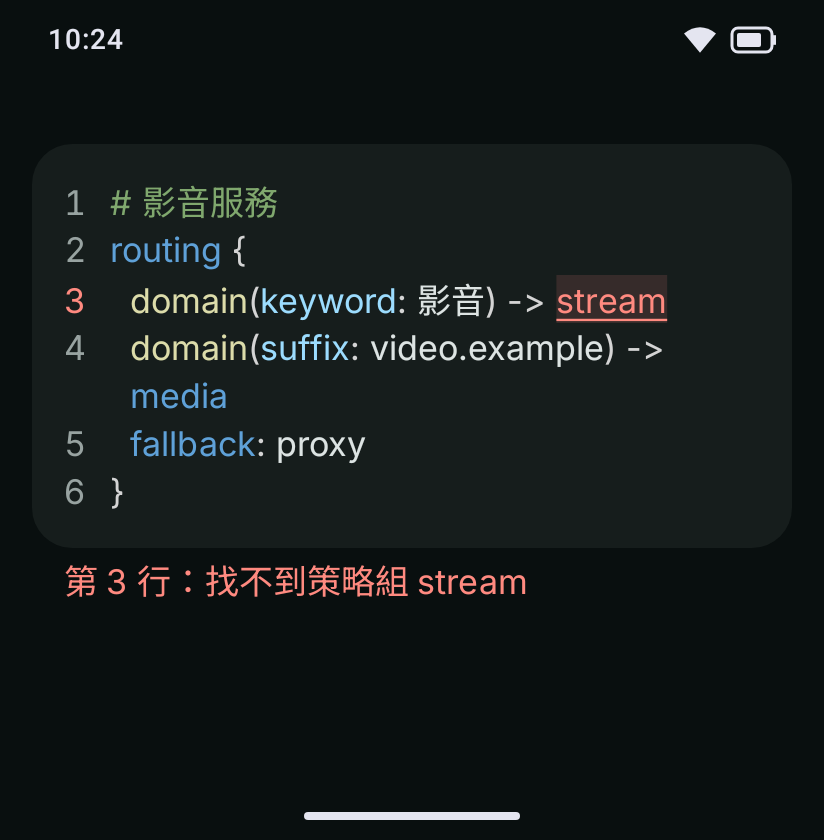 10:24
1 # 影音服務
2 routing {
3 domain(keyword: 影音) -> stream
4 domain(suffix: video.example) ->
media
5 fallback: proxy
6 }
第 3 行：找不到策略組 stream